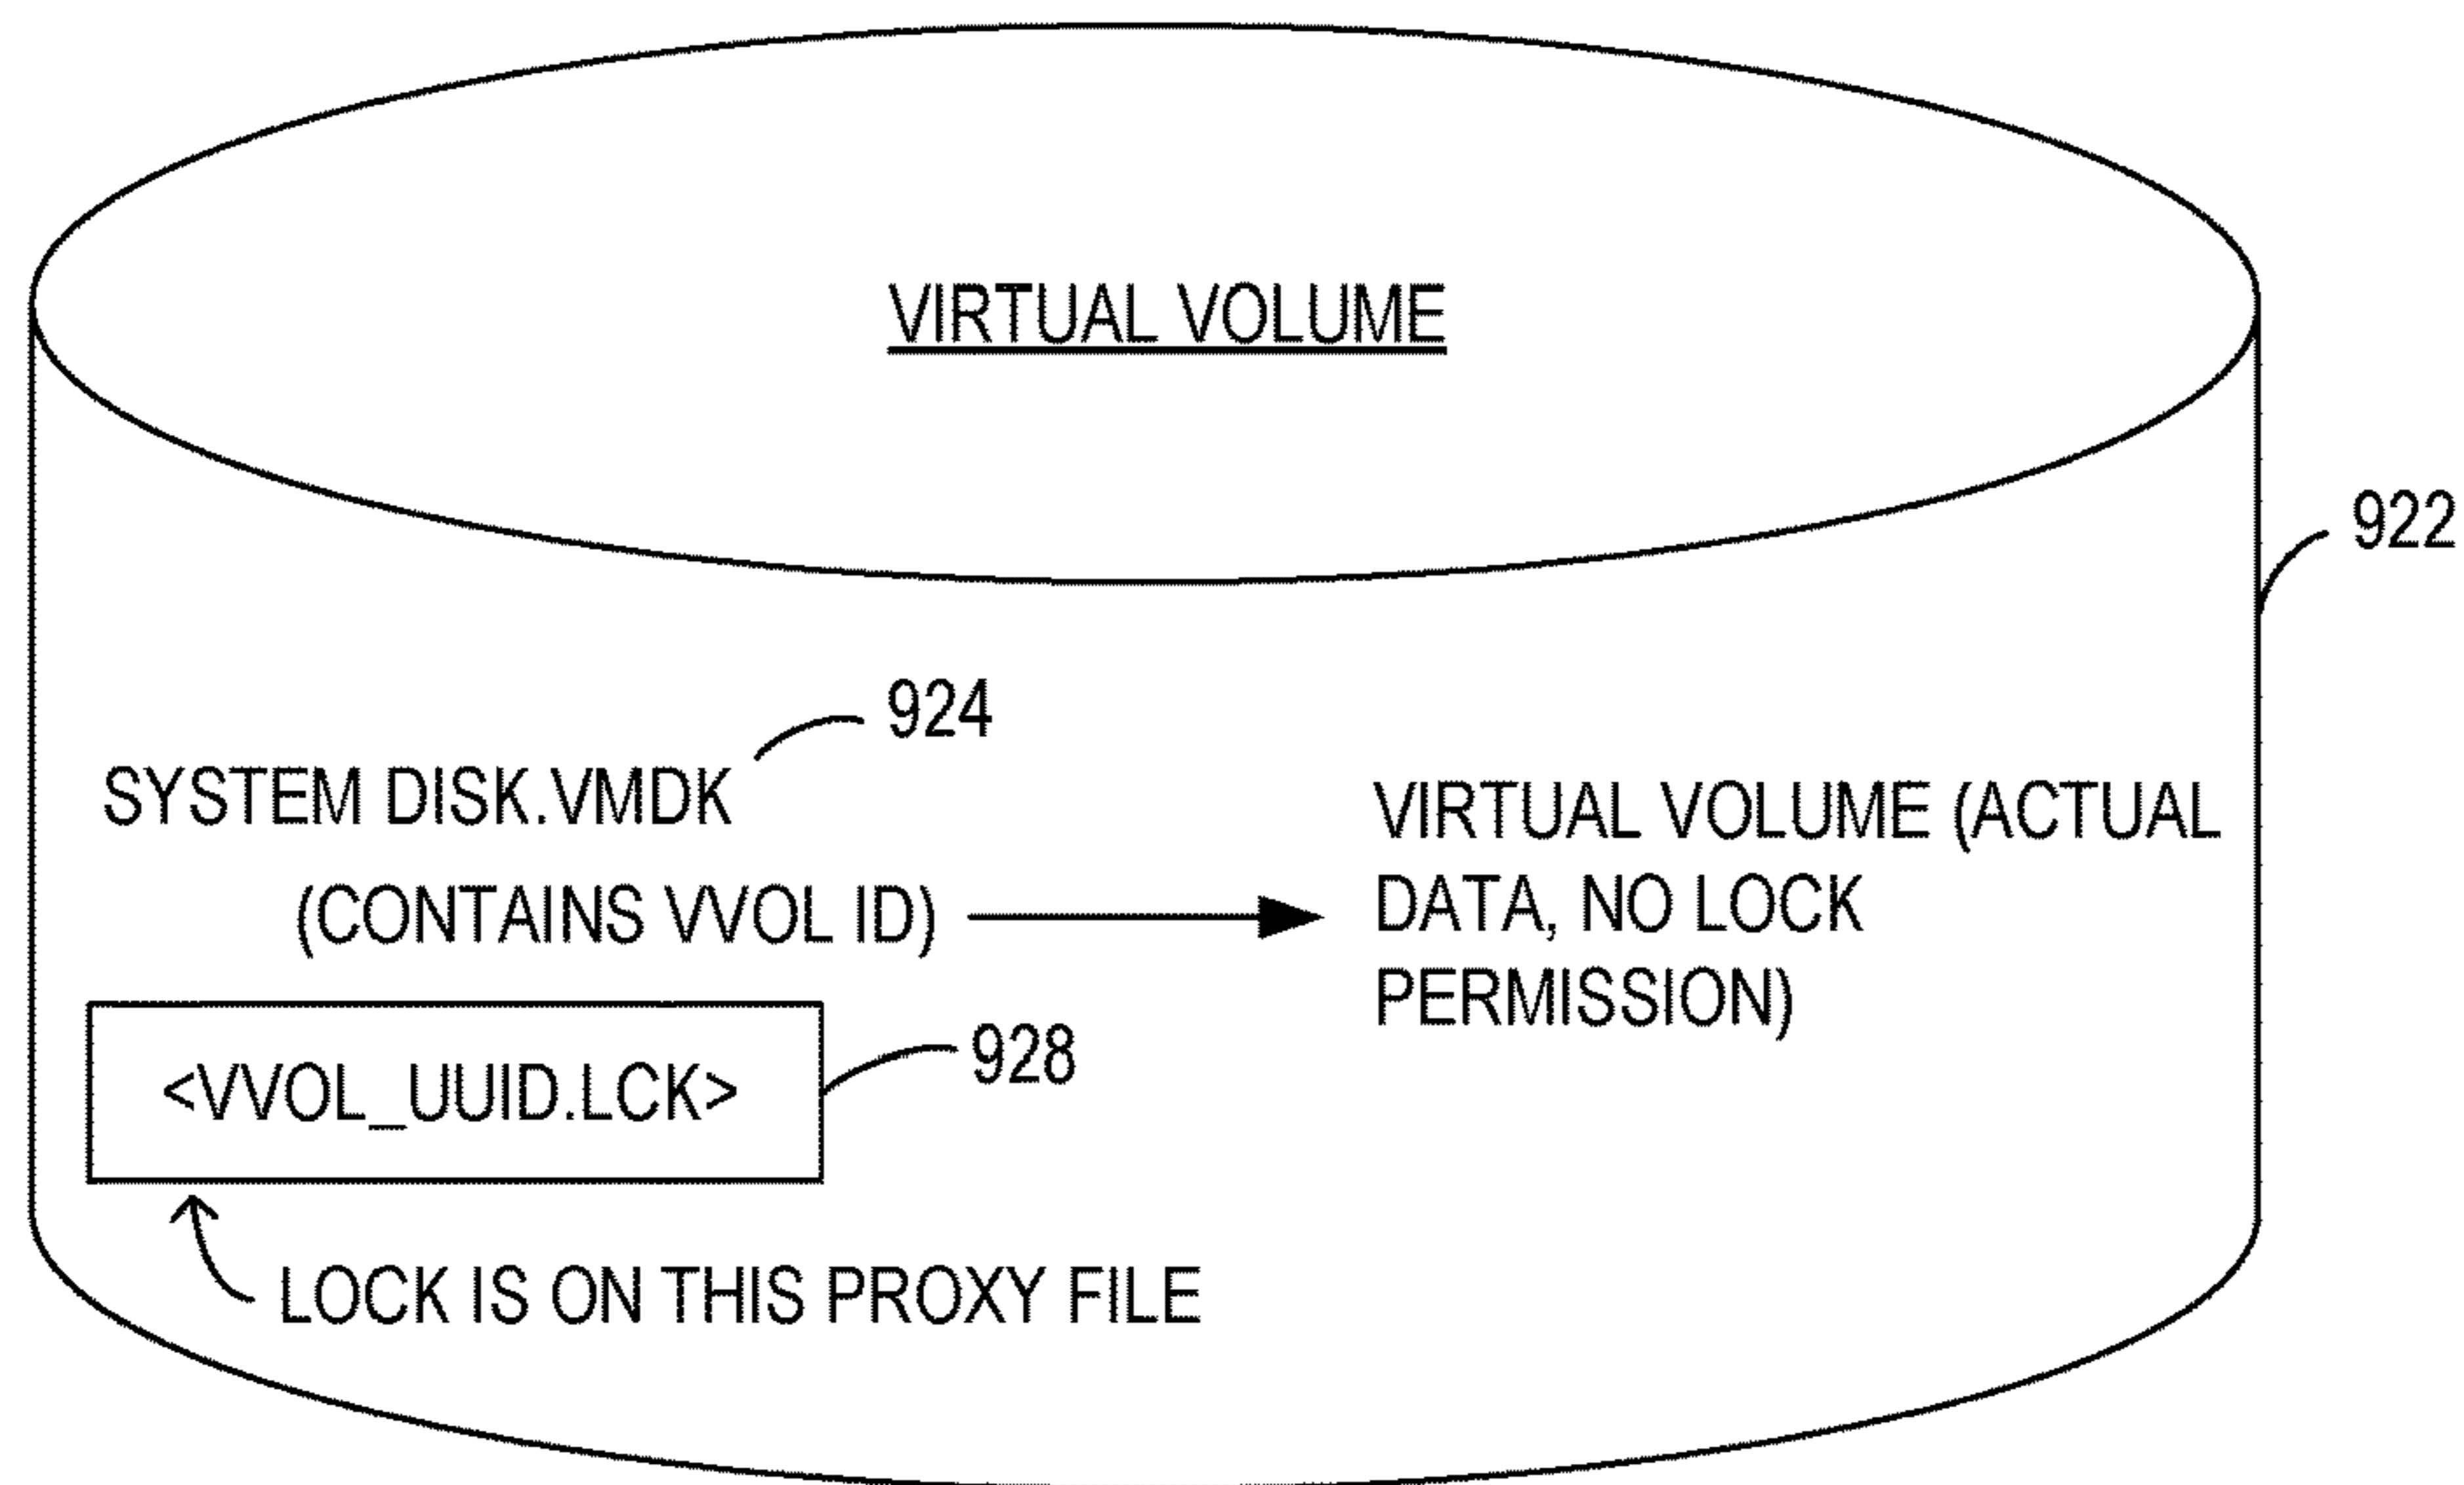 VIRTUAL VOLUME
922
924
SYSTEM DISK.VMDK
(CONTAINS VVOL ID)
VIRTUAL VOLUME (ACTUAL
DATA, NO LOCK
PERMISSION)
<VVOL_UUID.LCK>
928
LOCK IS ON THIS PROXY FILE